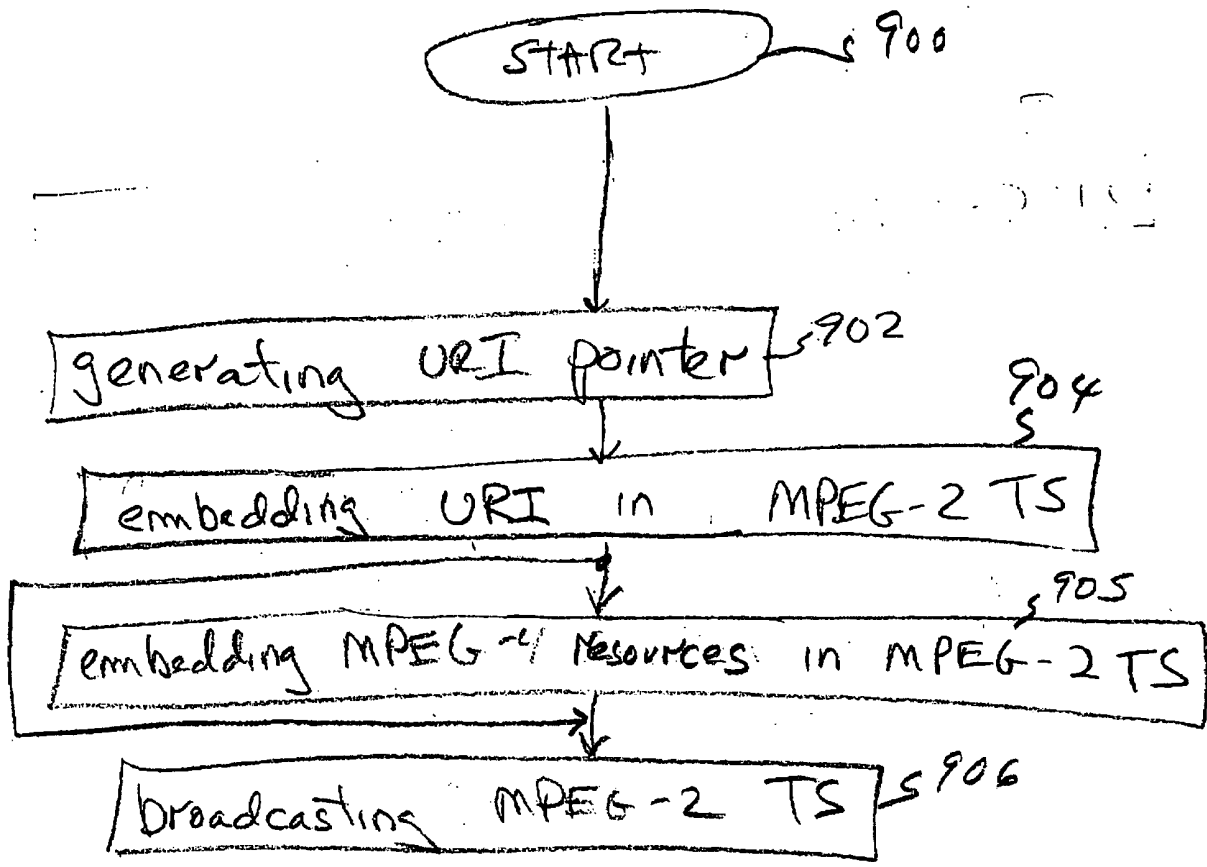 START 900
generating URI pointer 902
904
embedding URI in MPEG-2 TS
905
embedding MPEG-4 resources in MPEG-2 TS
broadcasting MPEG-2 TS 906